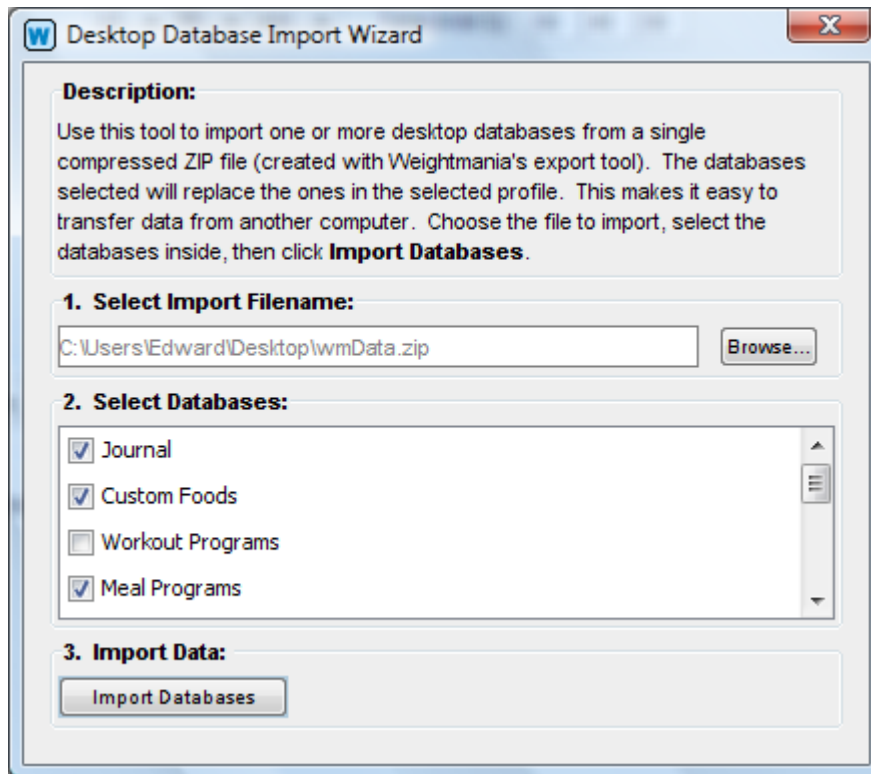 W Desktop Database Import Wizard
Description:
Use this tool to import one or more desktop databases from a single
compressed ZIP file (created with Weightmania's export tool). The databases
selected will replace the ones in the selected profile. This makes it easy to
transfer data from another computer. Choose the file to import, select the
databases inside, then click Import Databases.
1. Select Import Filename:
C:\Users\Edward\Desktop\wmData.zip Browse...
2. Select Databases:
Journal
Custom Foods
Workout Programs
Meal Programs
3. Import Data:
Import Databases